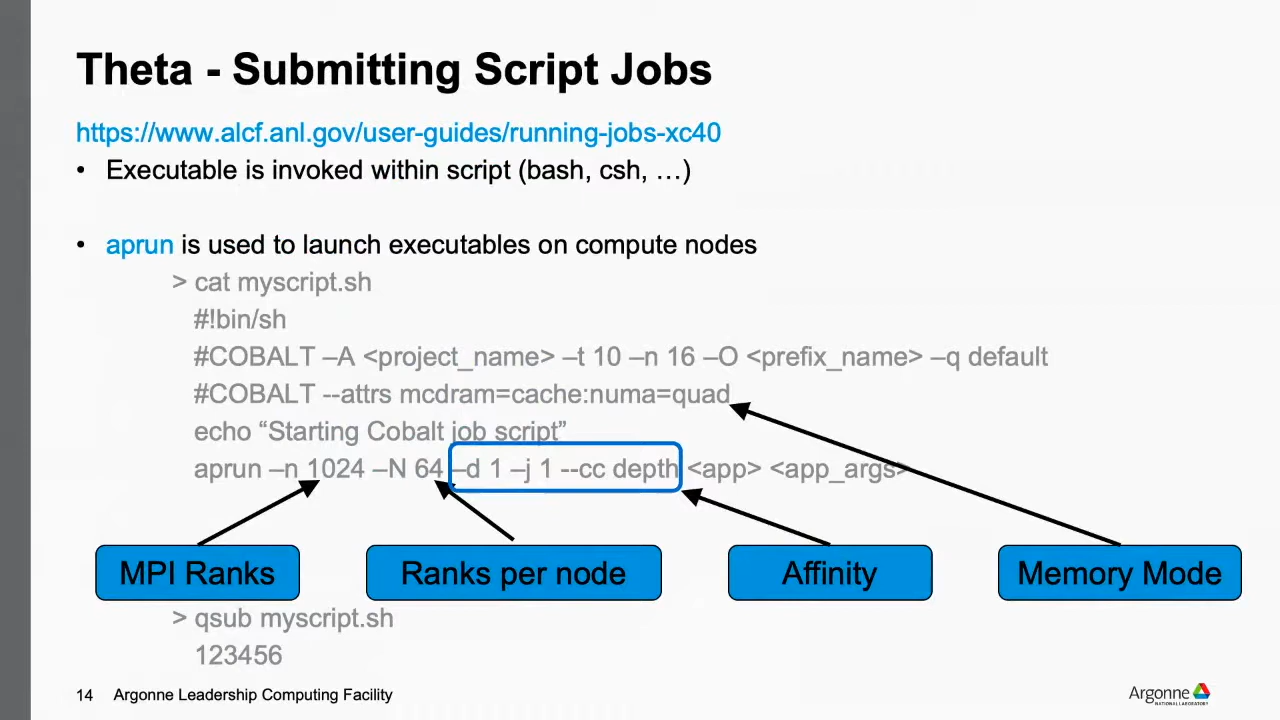 Theta - Submitting Script Jobs
https://www.alcf.anl.gov/user-guides/running-jobs-xc40
• Executable is invoked within script (bash, csh, …)
• aprun is used to launch executables on compute nodes
> cat myscript.sh
#!bin/sh
#COBALT –A <project_name> –t 10 –n 16 –O <prefix_name> –q default
#COBALT --attrs mcdram=cache:numa=quad
echo “Starting Cobalt job script”
aprun –n 1024 –N 64 –d 1 –j 1 --cc depth <app> <app_args>
MPI Ranks
Ranks per node
Affinity
Memory Mode
> qsub myscript.sh
123456
14 Argonne Leadership Computing Facility
Argonne
NATIONAL LABORATORY